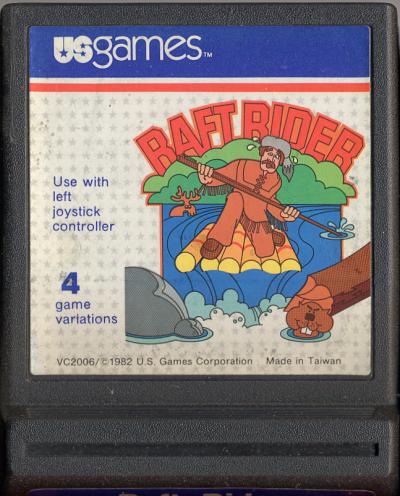 usgames™
RAFT RIDER
Use with
left
joystick
controller
4
game
variations
VC2006/©1982 U.S. Games Corporation Made in Taiwan